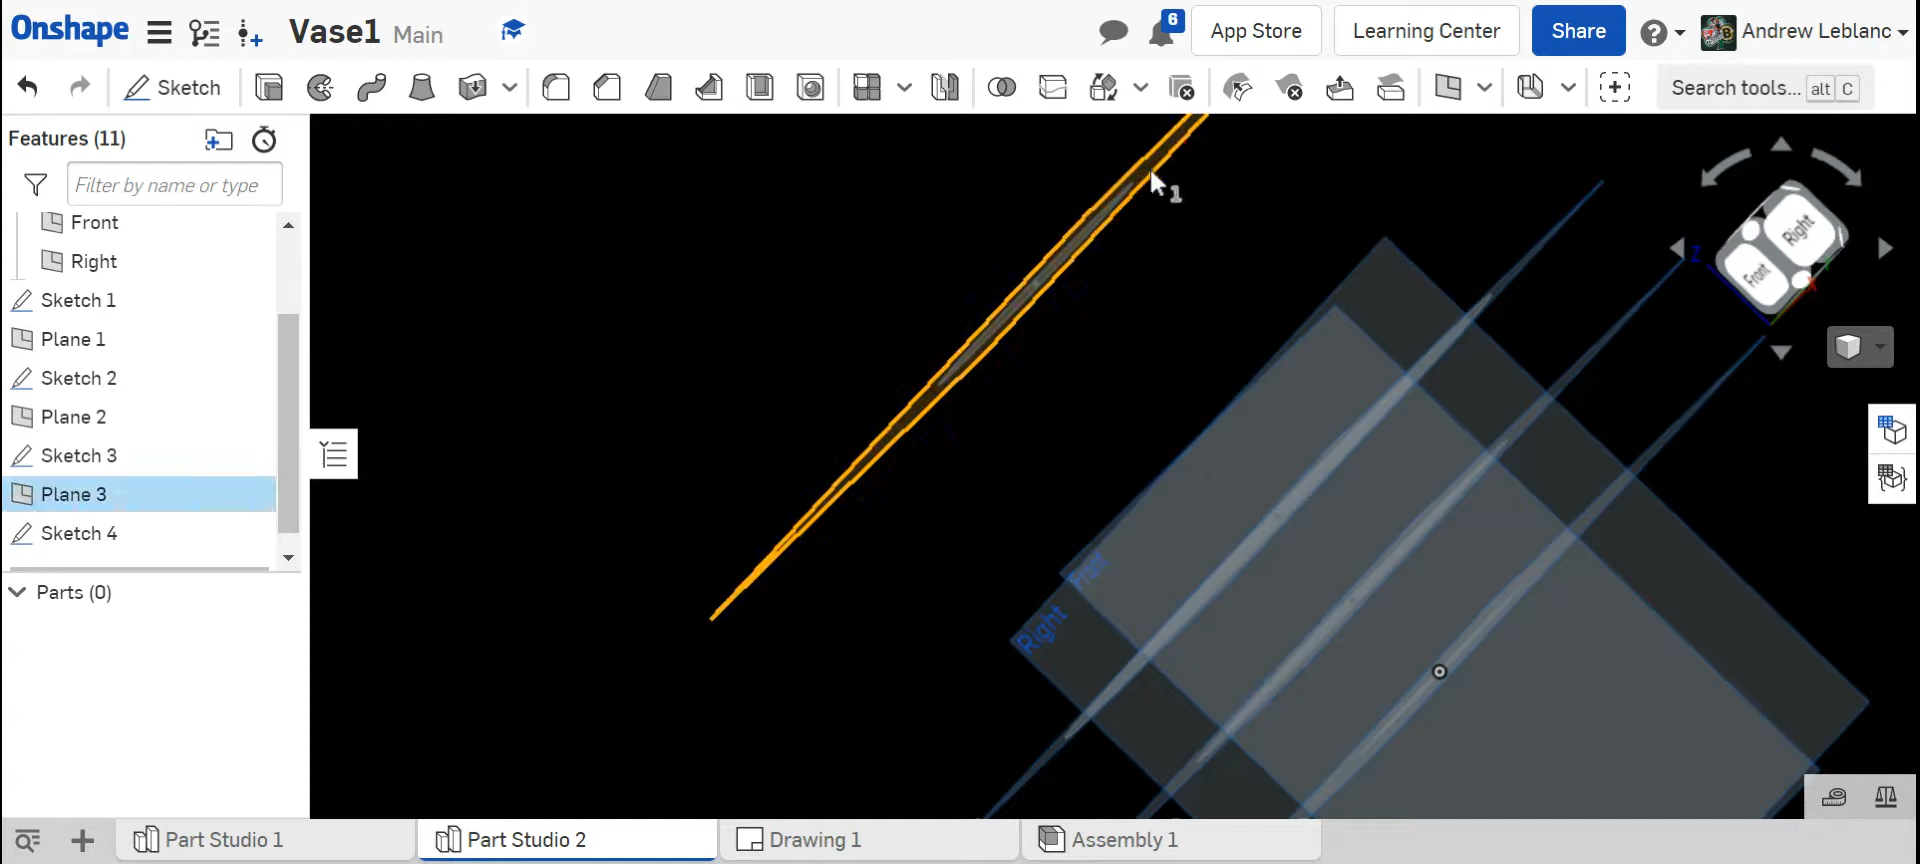 Onshape
Vase1 Main
6
App Store
Learning Center
Share
Andrew Leblanc
Sketch
Search tools... alt C
Features (11)
Filter by name or type
Front
Right
Sketch 1
Plane 1
Sketch 2
Plane 2
Sketch 3
Plane 3
Sketch 4
Parts (0)
1
Front
Right
Z
Front
Right
X
Part Studio 1
Part Studio 2
Drawing 1
Assembly 1